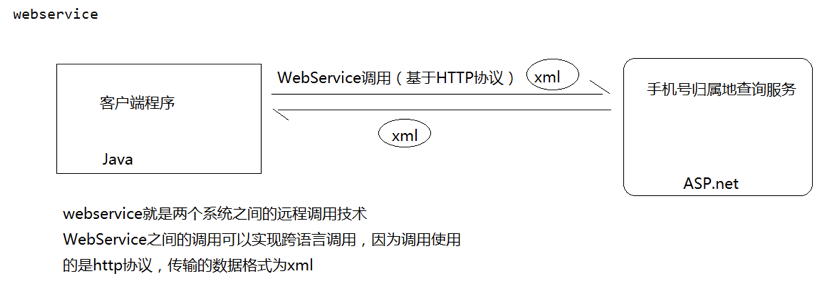 webservice
WebService调用（基于HTTP协议）
xml
客户端程序
手机号归属地查询服务
xml
Java
ASP.net
webservice就是两个系统之间的远程调用技术
WebService之间的调用可以实现跨语言调用，因为调用使用
的是http协议，传输的数据格式为xml